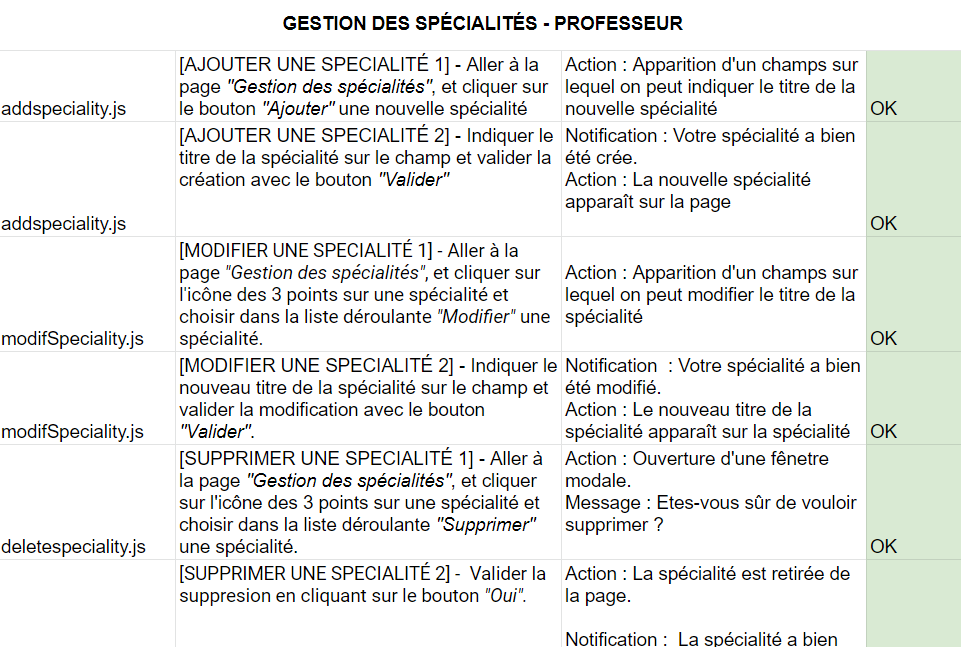 GESTION DES SPÉCIALITÉS - PROFESSEUR
addspeciality.js
[AJOUTER UNE SPECIALITÉ 1] - Aller à la
page "Gestion des spécialités", et cliquer sur
le bouton "Ajouter" une nouvelle spécialité
Action : Apparition d'un champs sur
lequel on peut indiquer le titre de la
nouvelle spécialité
OK
addspeciality.js
[AJOUTER UNE SPECIALITÉ 2] - Indiquer le
titre de la spécialité sur le champ et valider la
création avec le bouton "Valider"
Notification : Votre spécialité a bien
été crée.
Action : La nouvelle spécialité
apparaît sur la page
OK
modifSpeciality.js
[MODIFIER UNE SPECIALITÉ 1] - Aller à la
page "Gestion des spécialités", et cliquer sur
l'icône des 3 points sur une spécialité et
choisir dans la liste déroulante "Modifier" une
spécialité.
Action : Apparition d'un champs sur
lequel on peut modifier le titre de la
spécialité
OK
modifSpeciality.js
[MODIFIER UNE SPECIALITÉ 2] - Indiquer le
nouveau titre de la spécialité sur le champ et
valider la modification avec le bouton
"Valider".
Notification  : Votre spécialité a bien
été modifié.
Action : Le nouveau titre de la
spécialité apparaît sur la spécialité
OK
deletespeciality.js
[SUPPRIMER UNE SPECIALITÉ 1] - Aller à
la page "Gestion des spécialités", et cliquer
sur l'icône des 3 points sur une spécialité et
choisir dans la liste déroulante "Supprimer"
une spécialité.
Action : Ouverture d'une fênetre
modale.
Message : Etes-vous sûr de vouloir
supprimer ?
OK
[SUPPRIMER UNE SPECIALITÉ 2] -  Valider la
suppresion en cliquant sur le bouton "Oui".
Action : La spécialité est retirée de
la page.
Notification :  La spécialité a bien